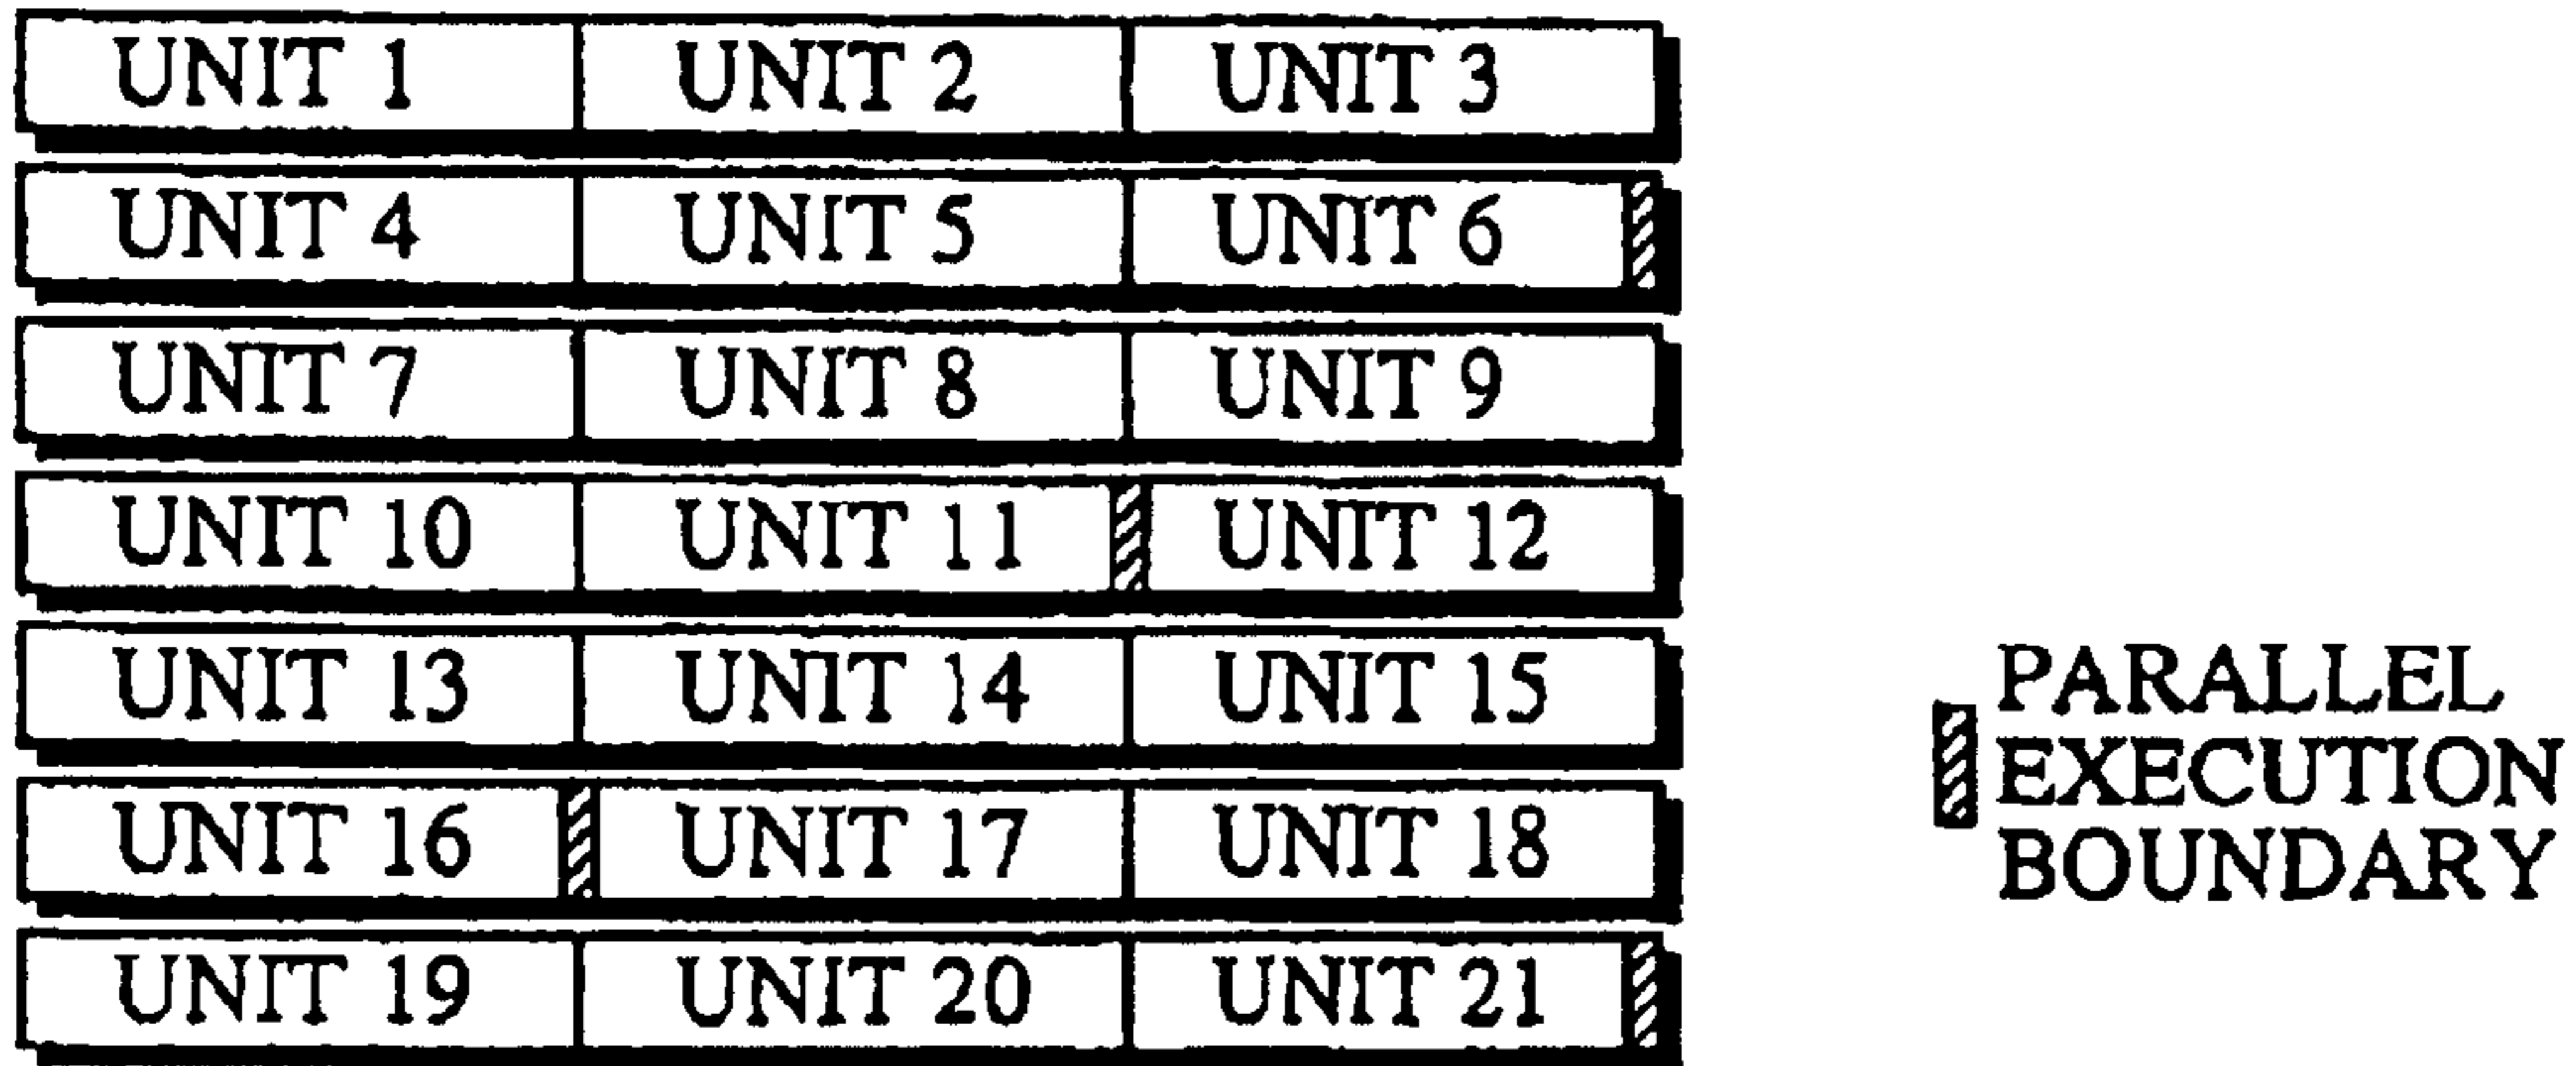 UNIT 1 UNIT 2 UNIT 3
UNIT 4 UNIT 5 UNIT 6
UNIT 7 UNIT 8 UNIT 9
UNIT 10 UNIT 11 UNIT 12
UNIT 13 UNIT 14 UNIT 15
UNIT 16 UNIT 17 UNIT 18
UNIT 19 UNIT 20 UNIT 21
PARALLEL
EXECUTION
BOUNDARY